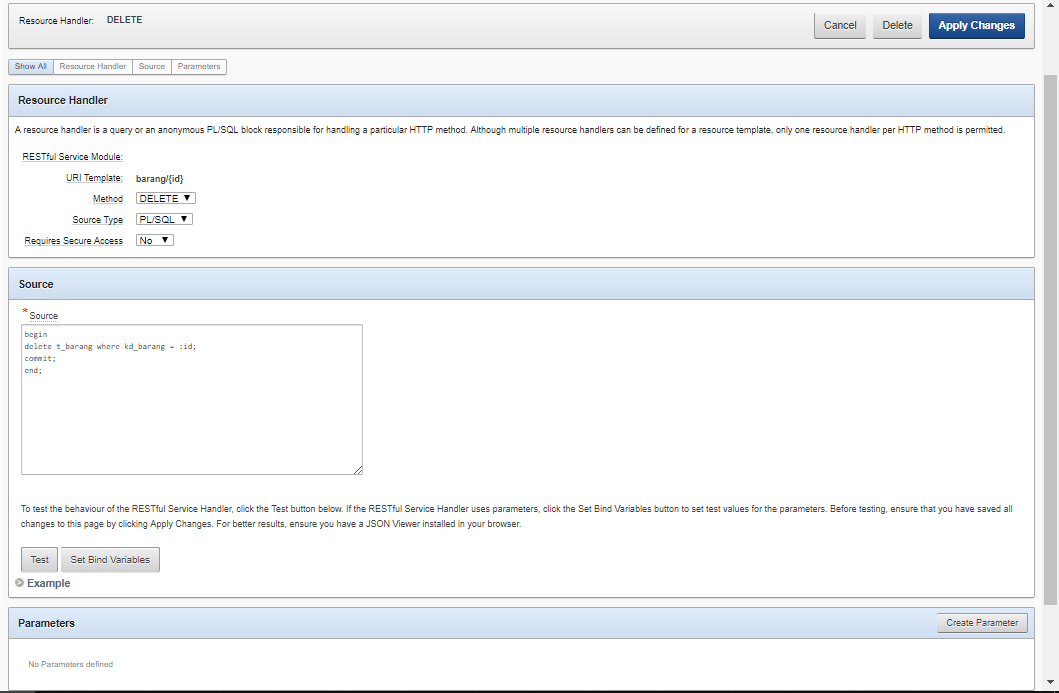 Resource Handler: DELETE
Cancel Delete Apply Changes
Show All Resource Handler Source Parameters
Resource Handler
A resource handler is a query or an anonymous PL/SQL block responsible for handling a particular HTTP method. Although multiple resource handlers can be defined for a resource template, only one resource handler per HTTP method is permitted.
RESTful Service Module:
URI Template: barang/{id}
Method DELETE
Source Type PL/SQL
Requires Secure Access No
Source
* Source
begin
delete t_barang where kd_barang = :id;
commit;
end;
To test the behaviour of the RESTful Service Handler, click the Test button below. If the RESTful Service Handler uses parameters, click the Set Bind Variables button to set test values for the parameters. Before testing, ensure that you have saved all
changes to this page by clicking Apply Changes. For better results, ensure you have a JSON Viewer installed in your browser.
Test Set Bind Variables
Example
Parameters Create Parameter
No Parameters defined